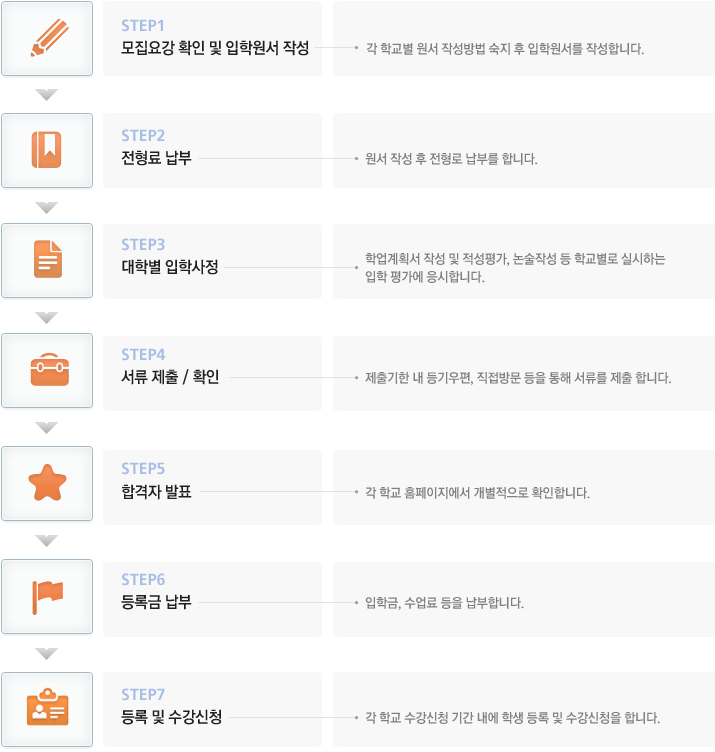 STEP1
모집요강 확인 및 입학원서 작성
각 학교별 원서 작성방법 숙지 후 입학원서를 작성합니다.
STEP2
전형료 납부
원서 작성 후 전형로 납부를 합니다.
STEP3
대학별 입학사정
학업계획서 작성 및 적성평가, 논술작성 등 학교별로 실시하는
입학 평가에 응시합니다.
STEP4
서류 제출 / 확인
제출기한 내 등기우편, 직접방문 등을 통해 서류를 제출 합니다.
STEP5
합격자 발표
각 학교 홈페이지에서 개별적으로 확인합니다.
STEP6
등록금 납부
입학금, 수업료 등을 납부합니다.
STEP7
등록 및 수강신청
각 학교 수강신청 기간 내에 학생 등록 및 수강신청을 합니다.